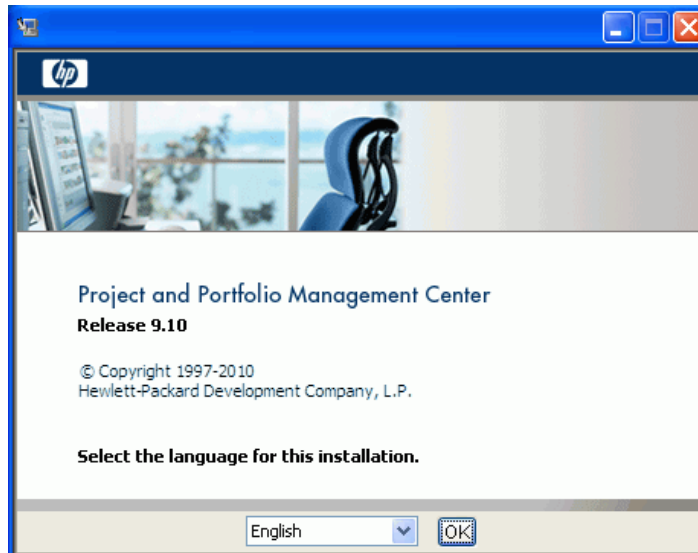 hp
Project and Portfolio Management Center
Release 9.10
© Copyright 1997-2010
Hewlett-Packard Development Company, L.P.
Select the language for this installation.
English
OK